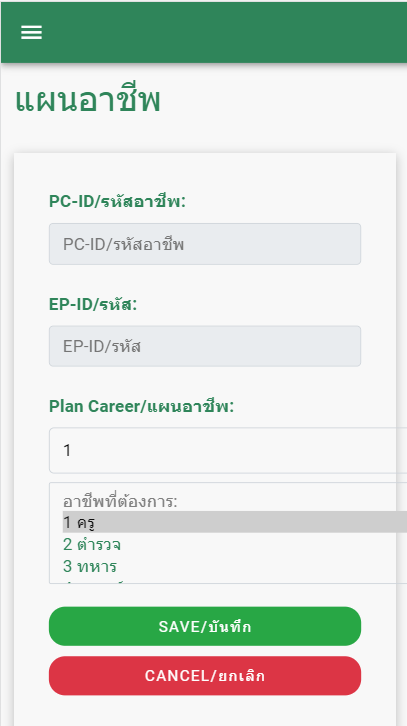 แผนอาชีพ
PC-ID/รหัสอาชีพ:
PC-ID/รหัสอาชีพ
EP-ID/รหัส:
EP-ID/รหัส
Plan Career/แผนอาชีพ:
1
อาชีพที่ต้องการ:
1 ครู
2 ตำรวจ
3 ทหาร
SAVE/บันทึก
CANCEL/ยกเลิก